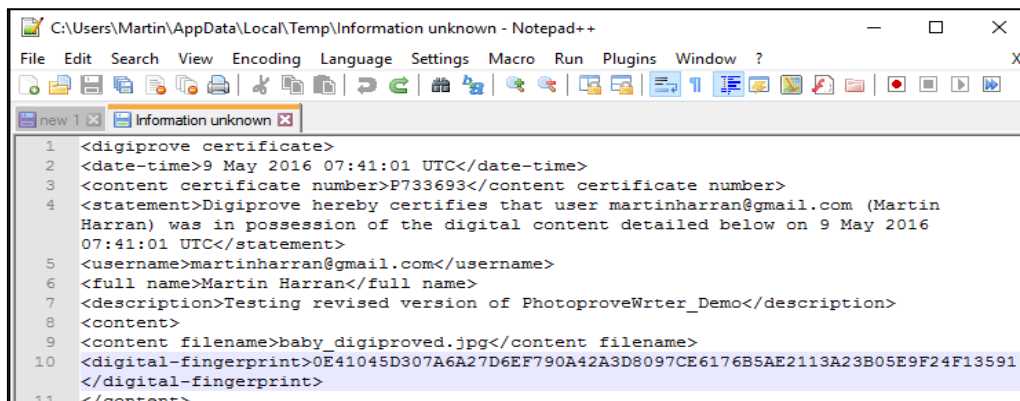 C:\Users\Martin\AppData\Local\Temp\Information unknown - Notepad++
File Edit Search View Encoding Language Settings Macro Run Plugins Window ? X
new 1 Information unknown
1 <digiprove certificate>
2 <date-time>9 May 2016 07:41:01 UTC</date-time>
3 <content certificate number>P733693</content certificate number>
4 <statement>Digiprove hereby certifies that user martinharran@gmail.com (Martin
Harran) was in possession of the digital content detailed below on 9 May 2016
07:41:01 UTC</statement>
5 <username>martinharran@gmail.com</username>
6 <full name>Martin Harran</full name>
7 <description>Testing revised version of PhotoproveWrter_Demo</description>
8 <content>
9 <content filename>baby_digiproved.jpg</content filename>
10 <digital-fingerprint>0E41045D307A6A27D6EF790A42A3D8097CE6176B5AE2113A23B05E9F24F13591
</digital-fingerprint>
11 </content>